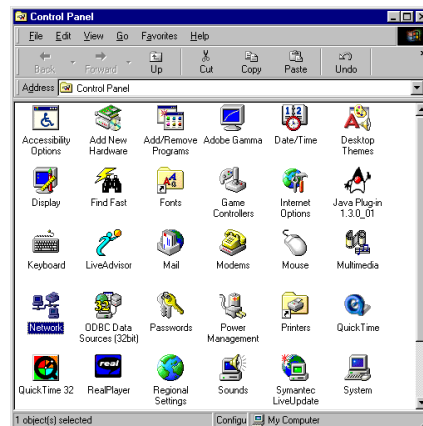 Control Panel
File Edit View Go Favorites Help
Back Forward Up Cut Copy Paste Undo
Address Control Panel
Accessibility Options
Add New Hardware
Add/Remove Programs
Adobe Gamma
Date/Time
Desktop Themes
Display
Find Fast
Fonts
Game Controllers
Internet Options
Java Plug-in 1.3.0_01
Keyboard
LiveAdvisor
Mail
Modems
Mouse
Multimedia
Network
ODBC Data Sources (32bit)
Passwords
Power Management
Printers
QuickTime
QuickTime 32
real
RealPlayer
Regional Settings
Sounds
Symantec LiveUpdate
System
1 object(s) selected Configu My Computer